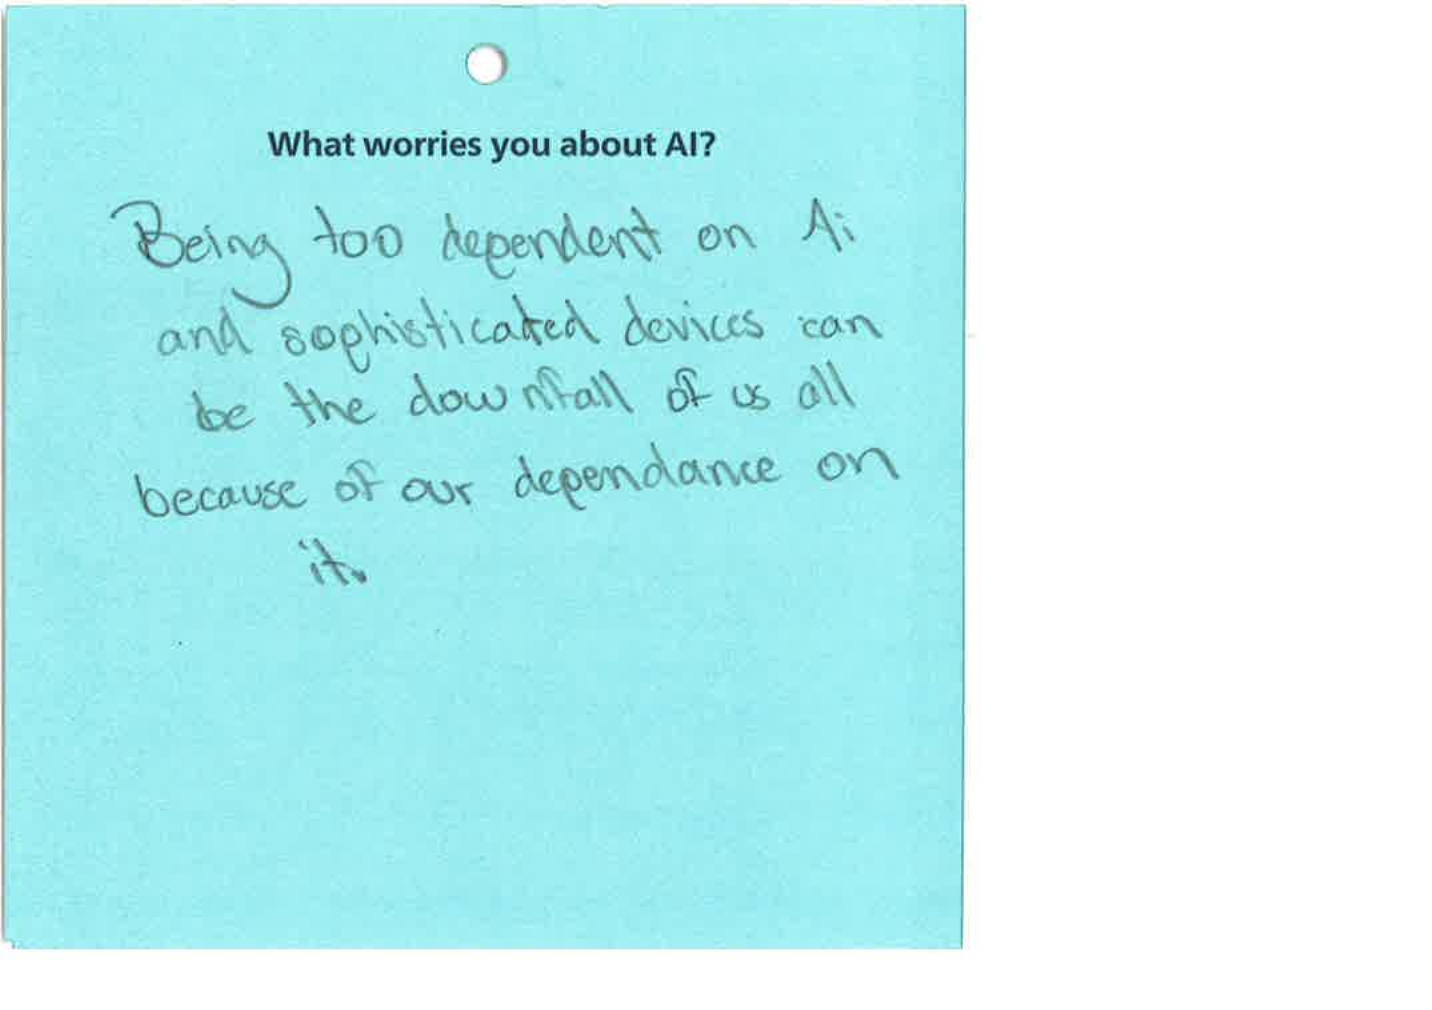 What worries you about AI?
Being too dependent on Ai
and sophisticated devices can
be the downfall of us all
because of our dependance on
it.